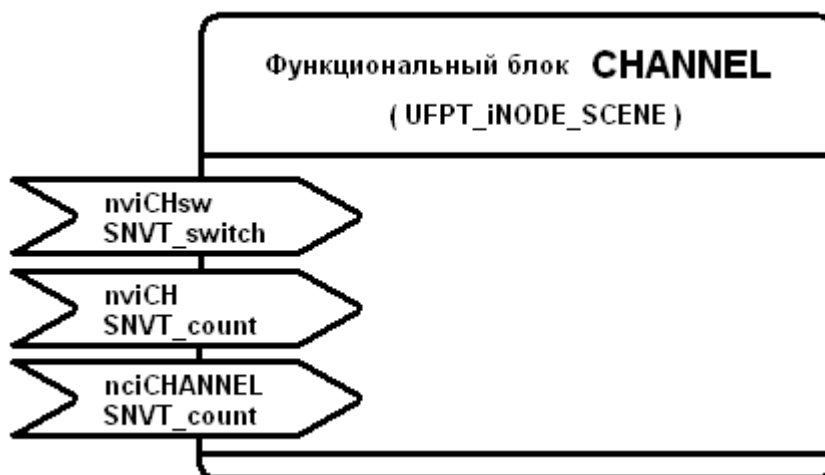 Функциональный блок CHANNEL
( UFPT_iNODE_SCENE )
nviCHsw
SNVT_switch
nviCH
SNVT_count
nciCHANNEL
SNVT_count